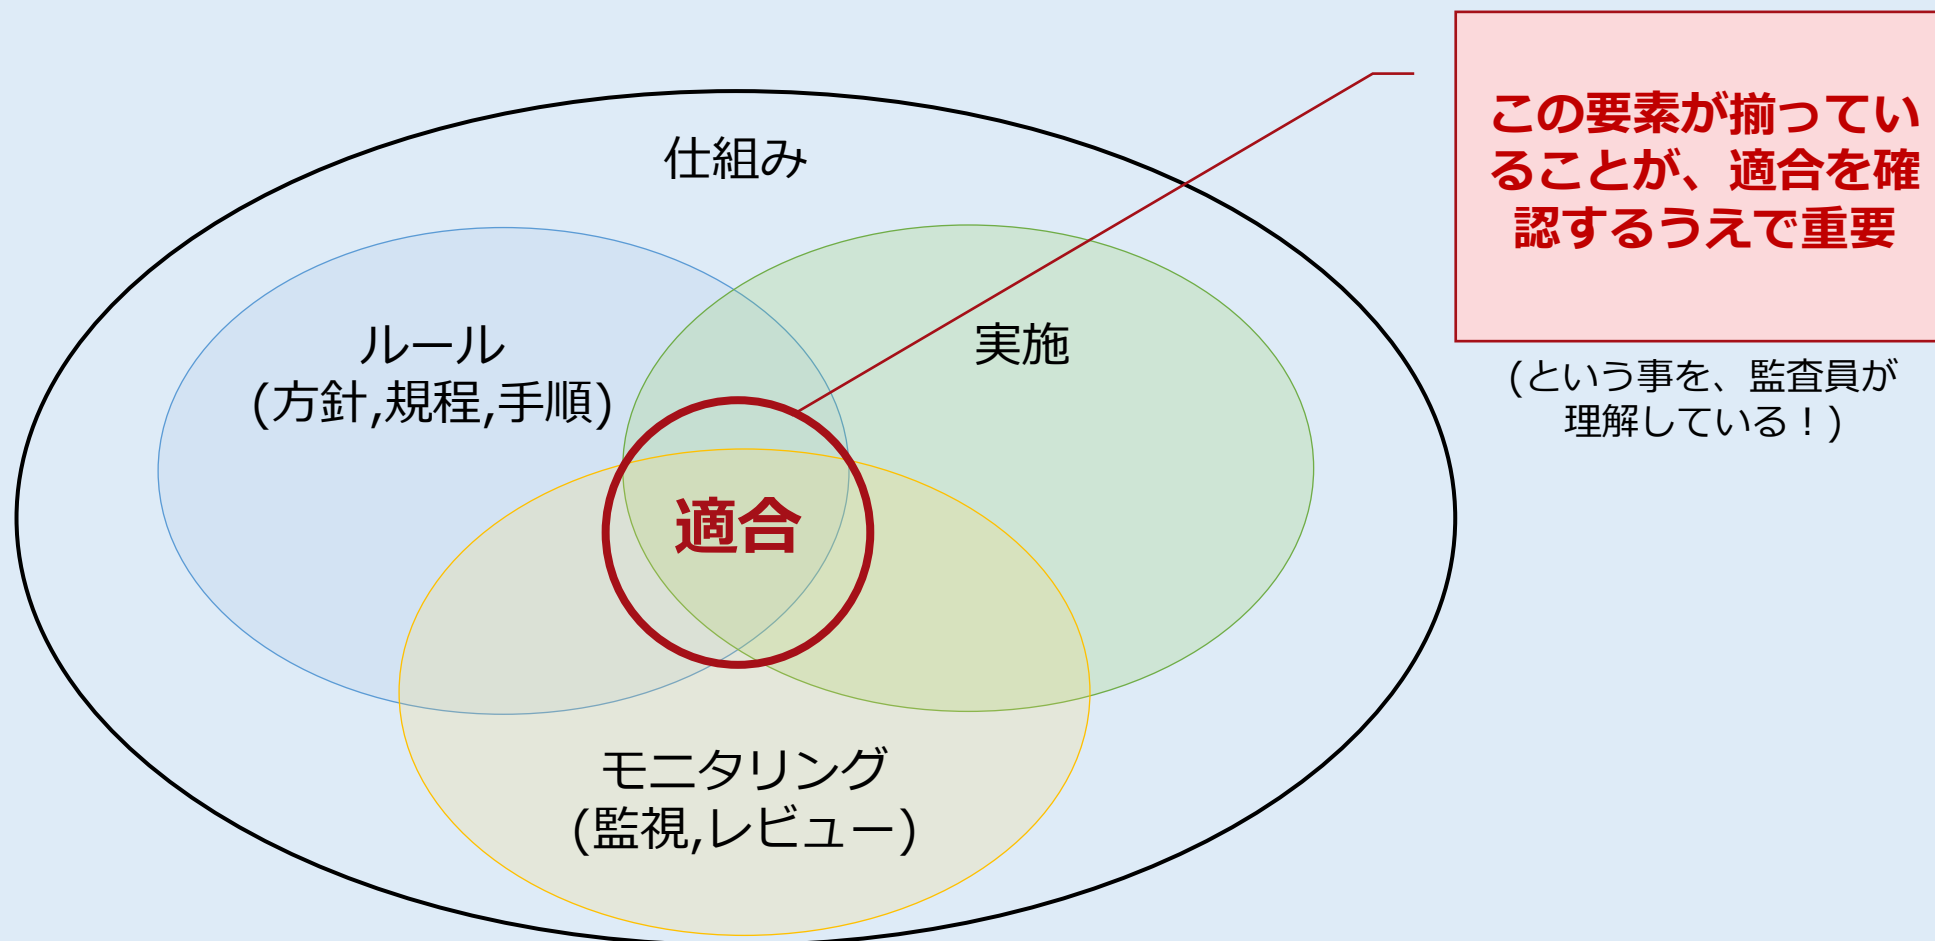 仕組み
ルール
(方針,規程,手順)
実施
適合
モニタリング
(監視,レビュー)
この要素が揃ってい
ることが、適合を確
認するうえで重要
(という事を、監査員が
理解している！)